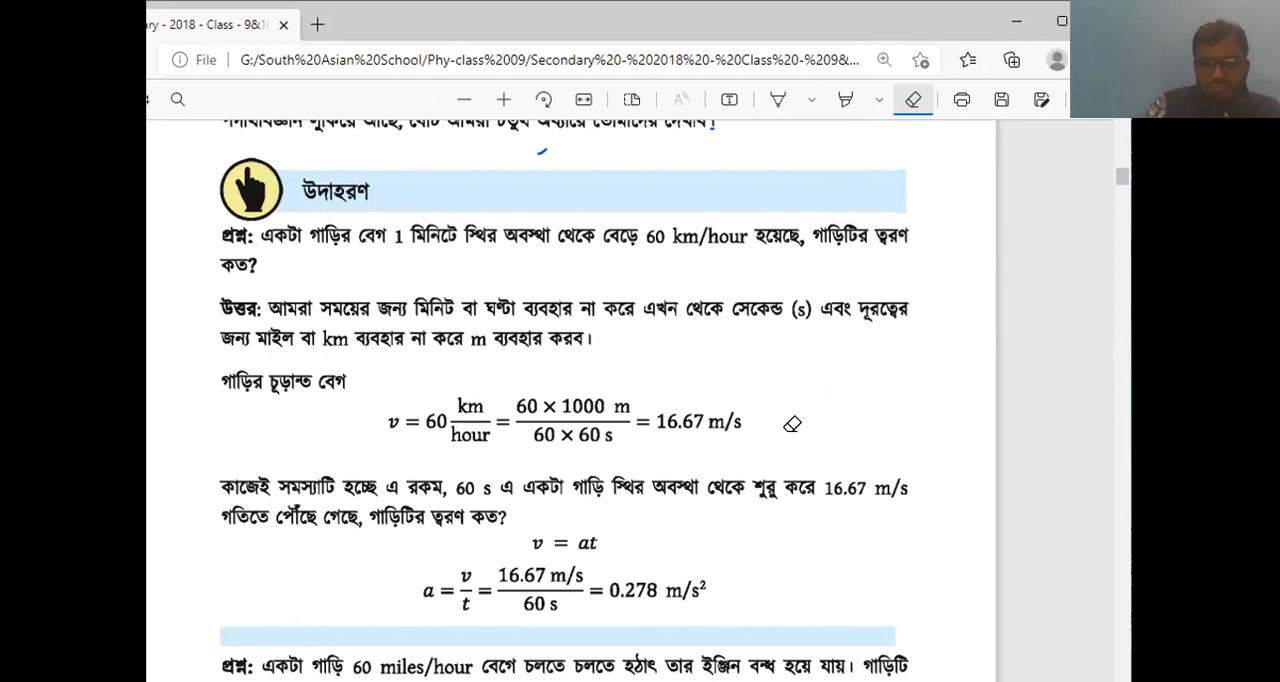 ry - 2018 - Class - 9&1
File G:/South%20Asian%20School/Phy-class%2009/Secondary%20-%202018%20-%20Class%20-%209&...
উদাহরণ
প্রশ্ন: একটা গাড়ির বেগ 1 মিনিটে স্থির অবস্থা থেকে বেড়ে 60 km/hour হয়েছে, গাড়িটির ত্বরণ
কত?
উত্তর: আমরা সময়ের জন্য মিনিট বা ঘণ্টা ব্যবহার না করে এখন থেকে সেকেন্ড (s) এবং দূরত্বের
জন্য মাইল বা km ব্যবহার না করে m ব্যবহার করব।
গাড়ির চূড়ান্ত বেগ
v = 60 km/hour = 60 × 1000 m / 60 × 60 s = 16.67 m/s
কাজেই সমস্যাটি হচ্ছে এ রকম, 60 s এ একটা গাড়ি স্থির অবস্থা থেকে শুরু করে 16.67 m/s
গতিতে পৌঁছে গেছে, গাড়িটির ত্বরণ কত?
v = at
a = v/t = 16.67 m/s / 60 s = 0.278 m/s²
প্রশ্ন: একটা গাড়ি 60 miles/hour বেগে চলতে চলতে হঠাৎ তার ইঞ্জিন বন্ধ হয়ে যায়। গাড়িটি